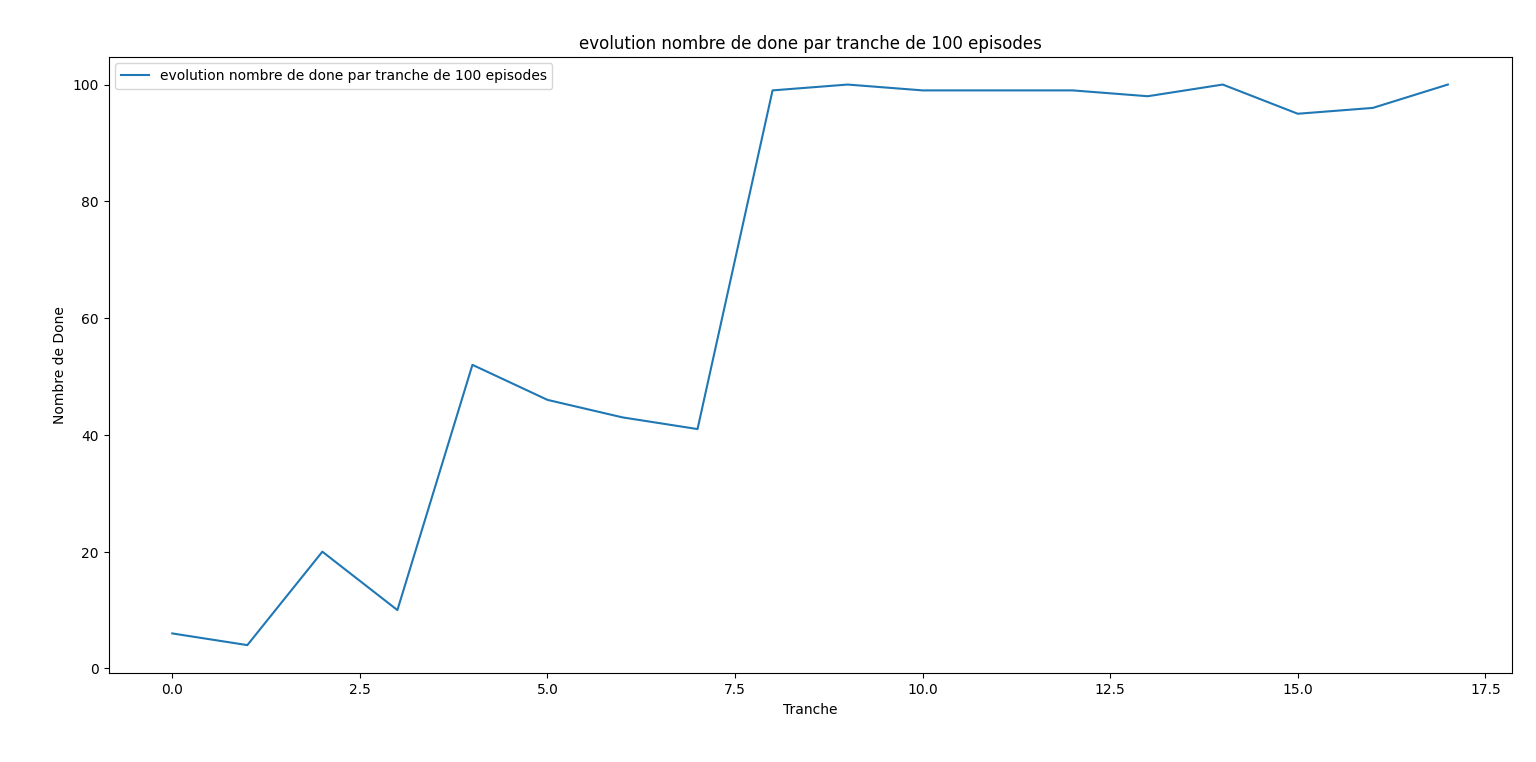 evolution nombre de done par tranche de 100 episodes
evolution nombre de done par tranche de 100 episodes
100
80
60
40
20
0
Nombre de Done
0.0 2.5 5.0 7.5 10.0 12.5 15.0 17.5
Tranche